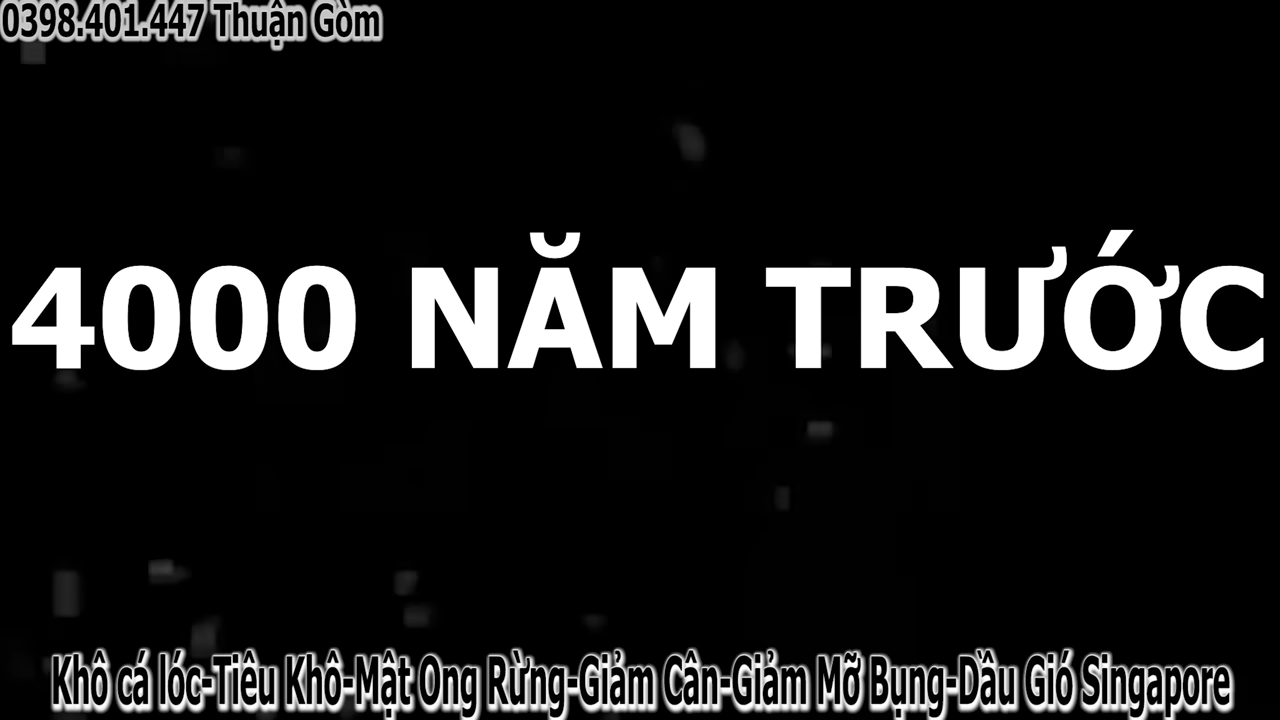 0398.401.447 Thuận Gòm
4000 NĂM TRƯỚC
Khô cá lóc-Tiêu Khô-Mật Ong Rừng-Giảm Cân-Giảm Mỡ Bụng-Dầu Gió Singapore